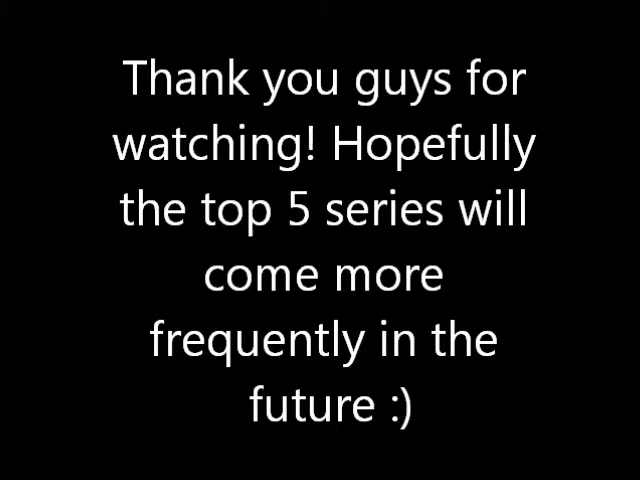 Thank you guys for
watching! Hopefully
the top 5 series will
come more
frequently in the
future :)